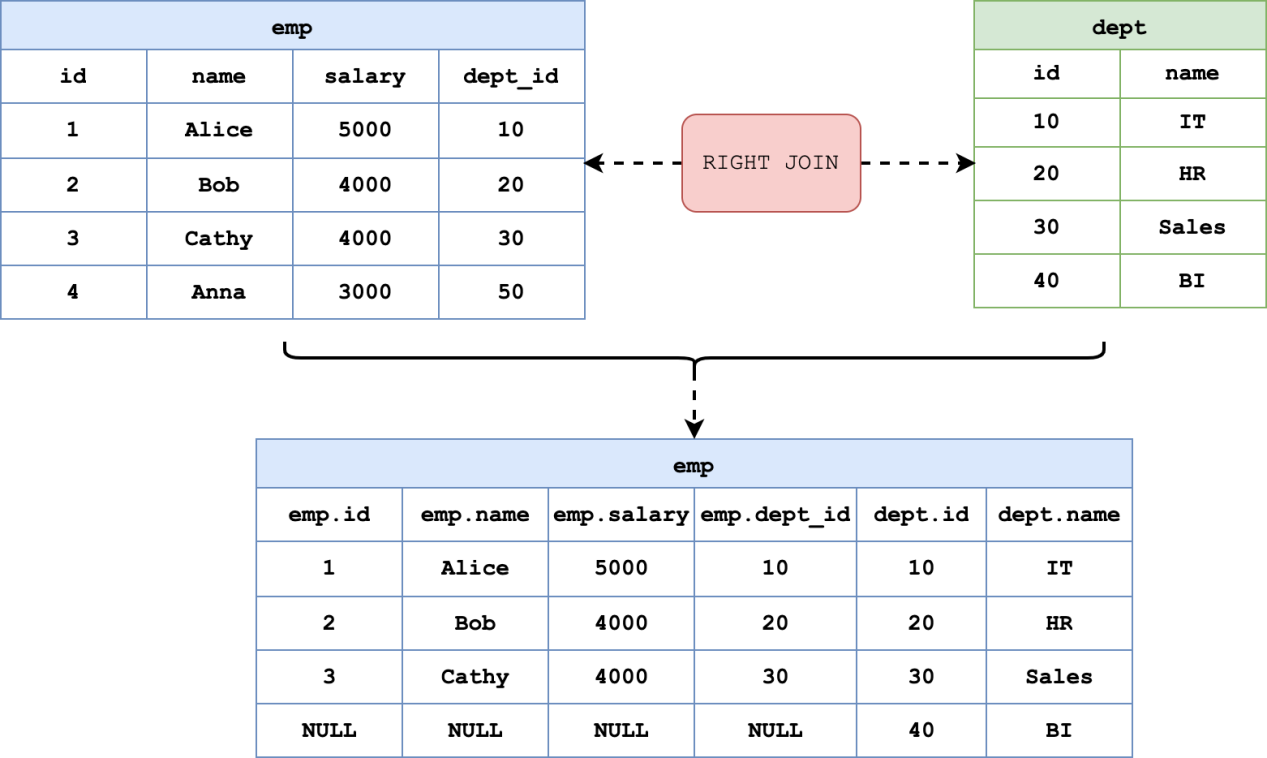 emp
id name salary dept_id
1 Alice 5000 10
2 Bob 4000 20
3 Cathy 4000 30
4 Anna 3000 50
RIGHT JOIN
dept
id name
10 IT
20 HR
30 Sales
40 BI
emp
emp.id emp.name emp.salary emp.dept_id dept.id dept.name
1 Alice 5000 10 10 IT
2 Bob 4000 20 20 HR
3 Cathy 4000 30 30 Sales
NULL NULL NULL NULL 40 BI